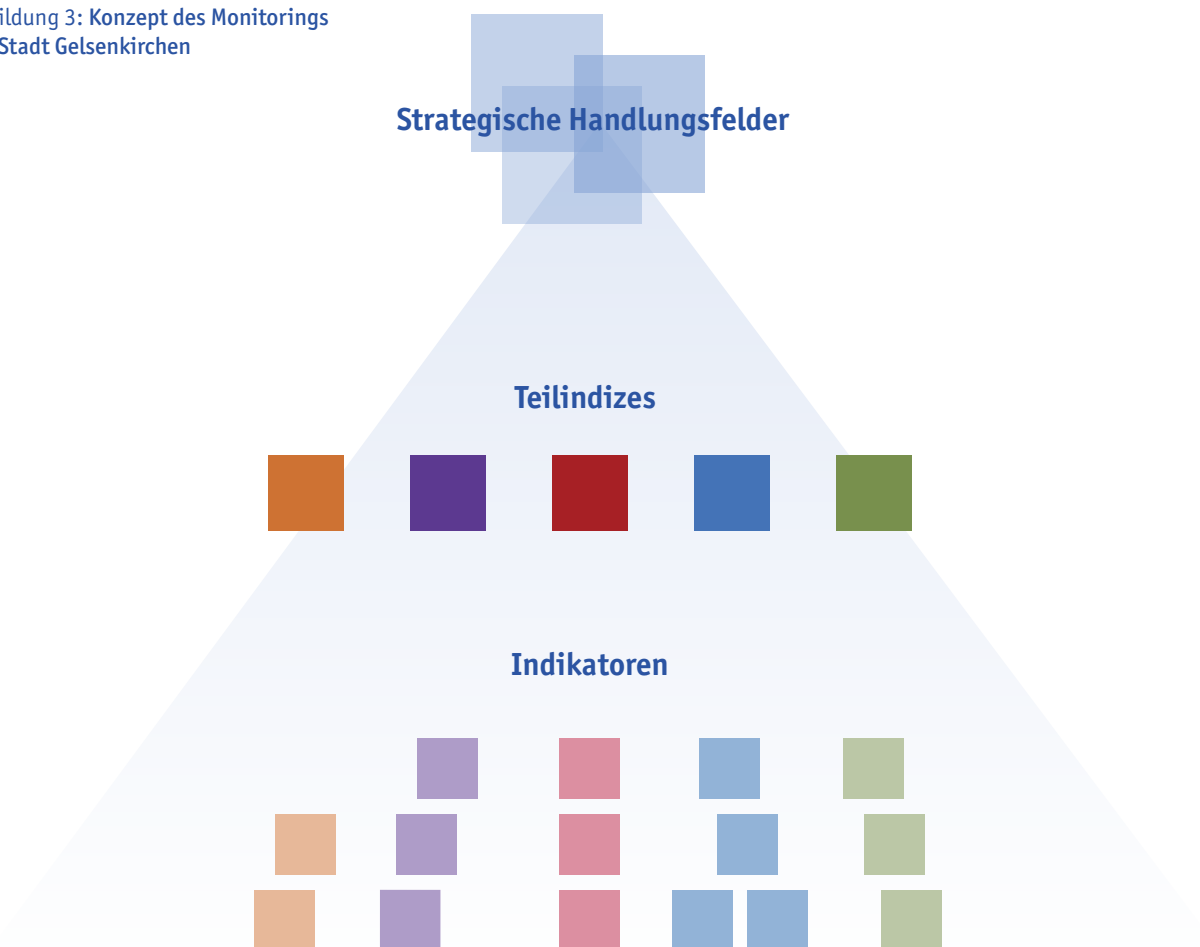 ildung 3: Konzept des Monitorings
Stadt Gelsenkirchen
Strategische Handlungsfelder
Teilindizes
Indikatoren